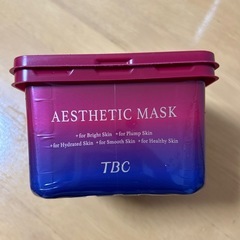 AESTHETIC MASK
• for Bright Skin • for Plump Skin
• for Hydrated Skin • for Smooth Skin • for Healthy Skin
TBC